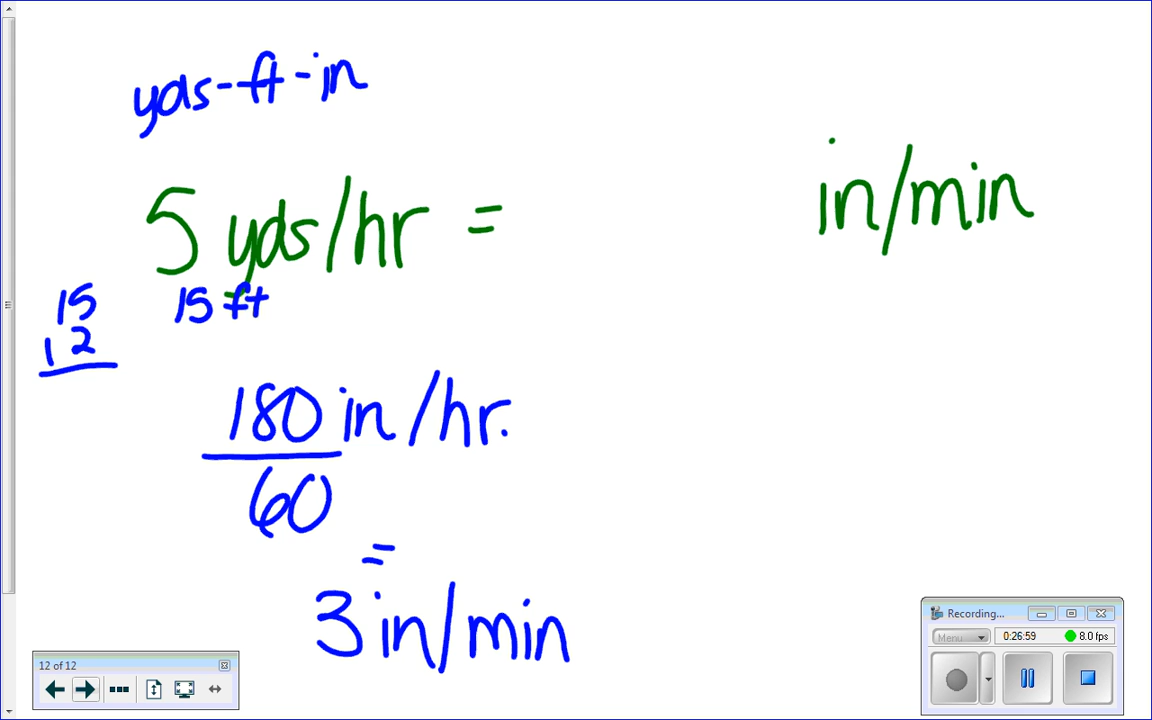 yds-ft-in
5 yds/hr = in/min
15 15 ft
12
180 in/hr.
60
=
3 in/min
Recording...
Menu 0:26:59 8.0 fps
12 of 12